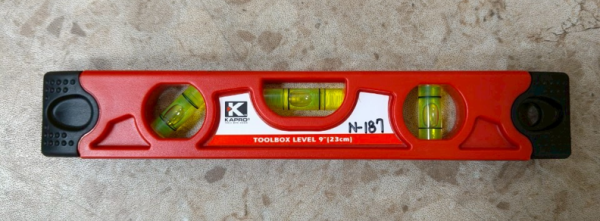 KAPRO®
N-187
TOOLBOX LEVEL 9"(23cm)